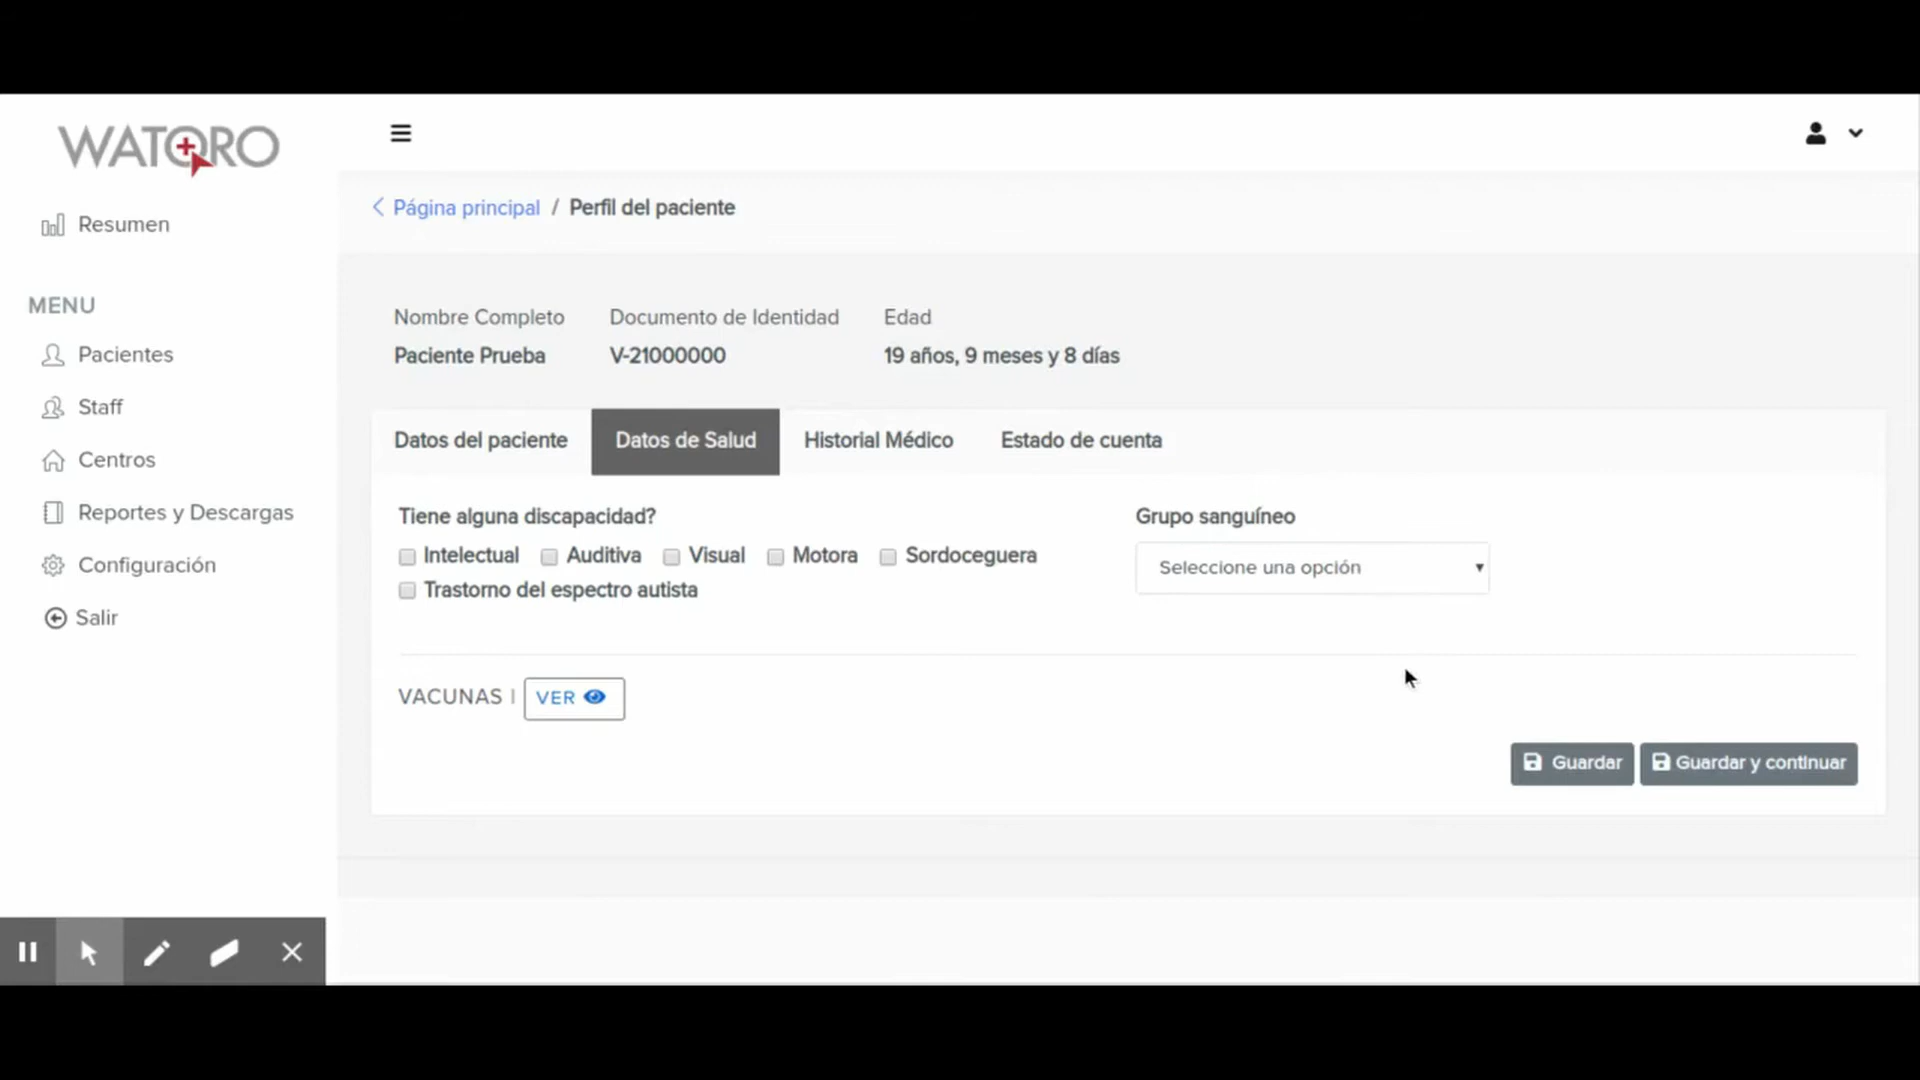 WATORO
Resumen
MENU
Pacientes
Staff
Centros
Reportes y Descargas
Configuración
Salir
Página principal / Perfil del paciente
Nombre Completo Documento de Identidad Edad
Paciente Prueba V-21000000 19 años, 9 meses y 8 días
Datos del paciente Datos de Salud Historial Médico Estado de cuenta
Tiene alguna discapacidad? Grupo sanguíneo
Intelectual Auditiva Visual Motora Sordoceguera
Seleccione una opción
Trastorno del espectro autista
VACUNAS | VER
Guardar Guardar y continuar